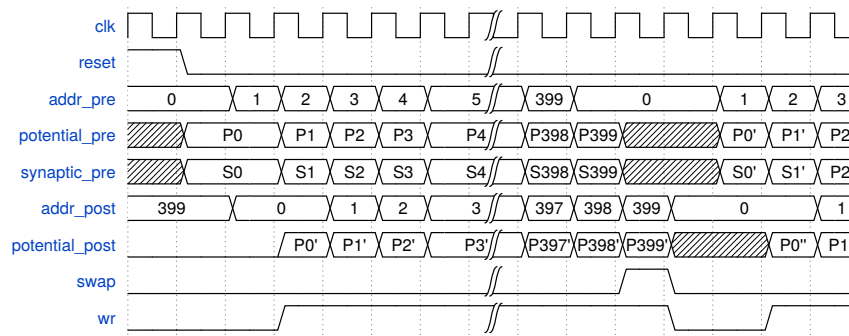 clk
reset
addr_pre 0 1 2 3 4 5 399 0 1 2 3
potential_pre P0 P1 P2 P3 P4 P398 P399 P0' P1' P2
synaptic_pre S0 S1 S2 S3 S4 S398 S399 S0' S1' P2
addr_post 399 0 1 2 3 397 398 399 0 1
potential_post P0' P1' P2' P3' P397' P398' P399' P0" P1
swap
wr